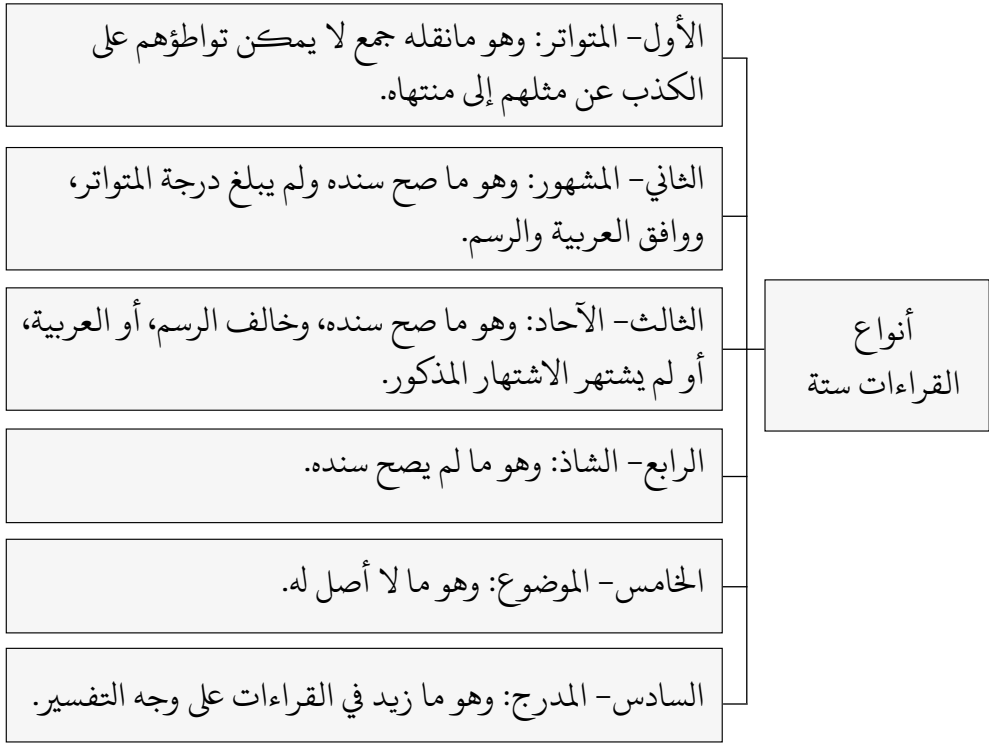 أنواع
القراءات ستة
الأول- المتواتر: وهو مانقله جمع لا يمكن تواطؤهم على
الكذب عن مثلهم إلى منتهاه.
الثاني- المشهور: وهو ما صح سنده ولم يبلغ درجة المتواتر،
ووافق العربية والرسم.
الثالث- الآحاد: وهو ما صح سنده، وخالف الرسم، أو العربية،
أو لم يشتهر الاشتهار المذكور.
الرابع- الشاذ: وهو ما لم يصح سنده.
الخامس- الموضوع: وهو ما لا أصل له.
السادس- المدرج: وهو ما زيد في القراءات على وجه التفسير.